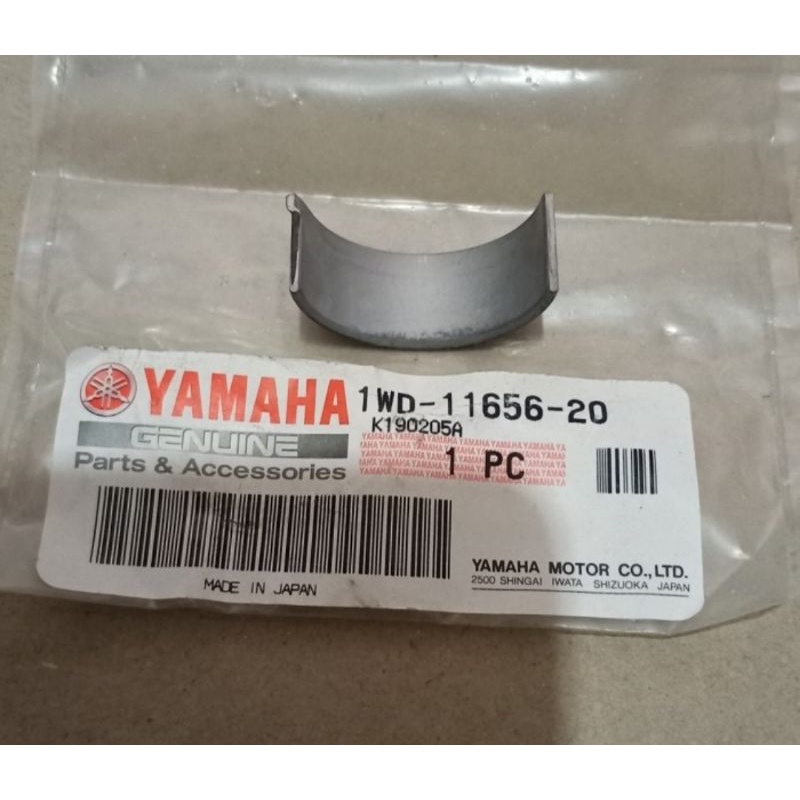 YAMAHA
GENUINE
Parts & Accessories
1WD-11656-20
K190205A
1 PC
MADE IN JAPAN
YAMAHA MOTOR CO.,LTD.
2500 SHINGAI IWATA SHIZUOKA JAPAN